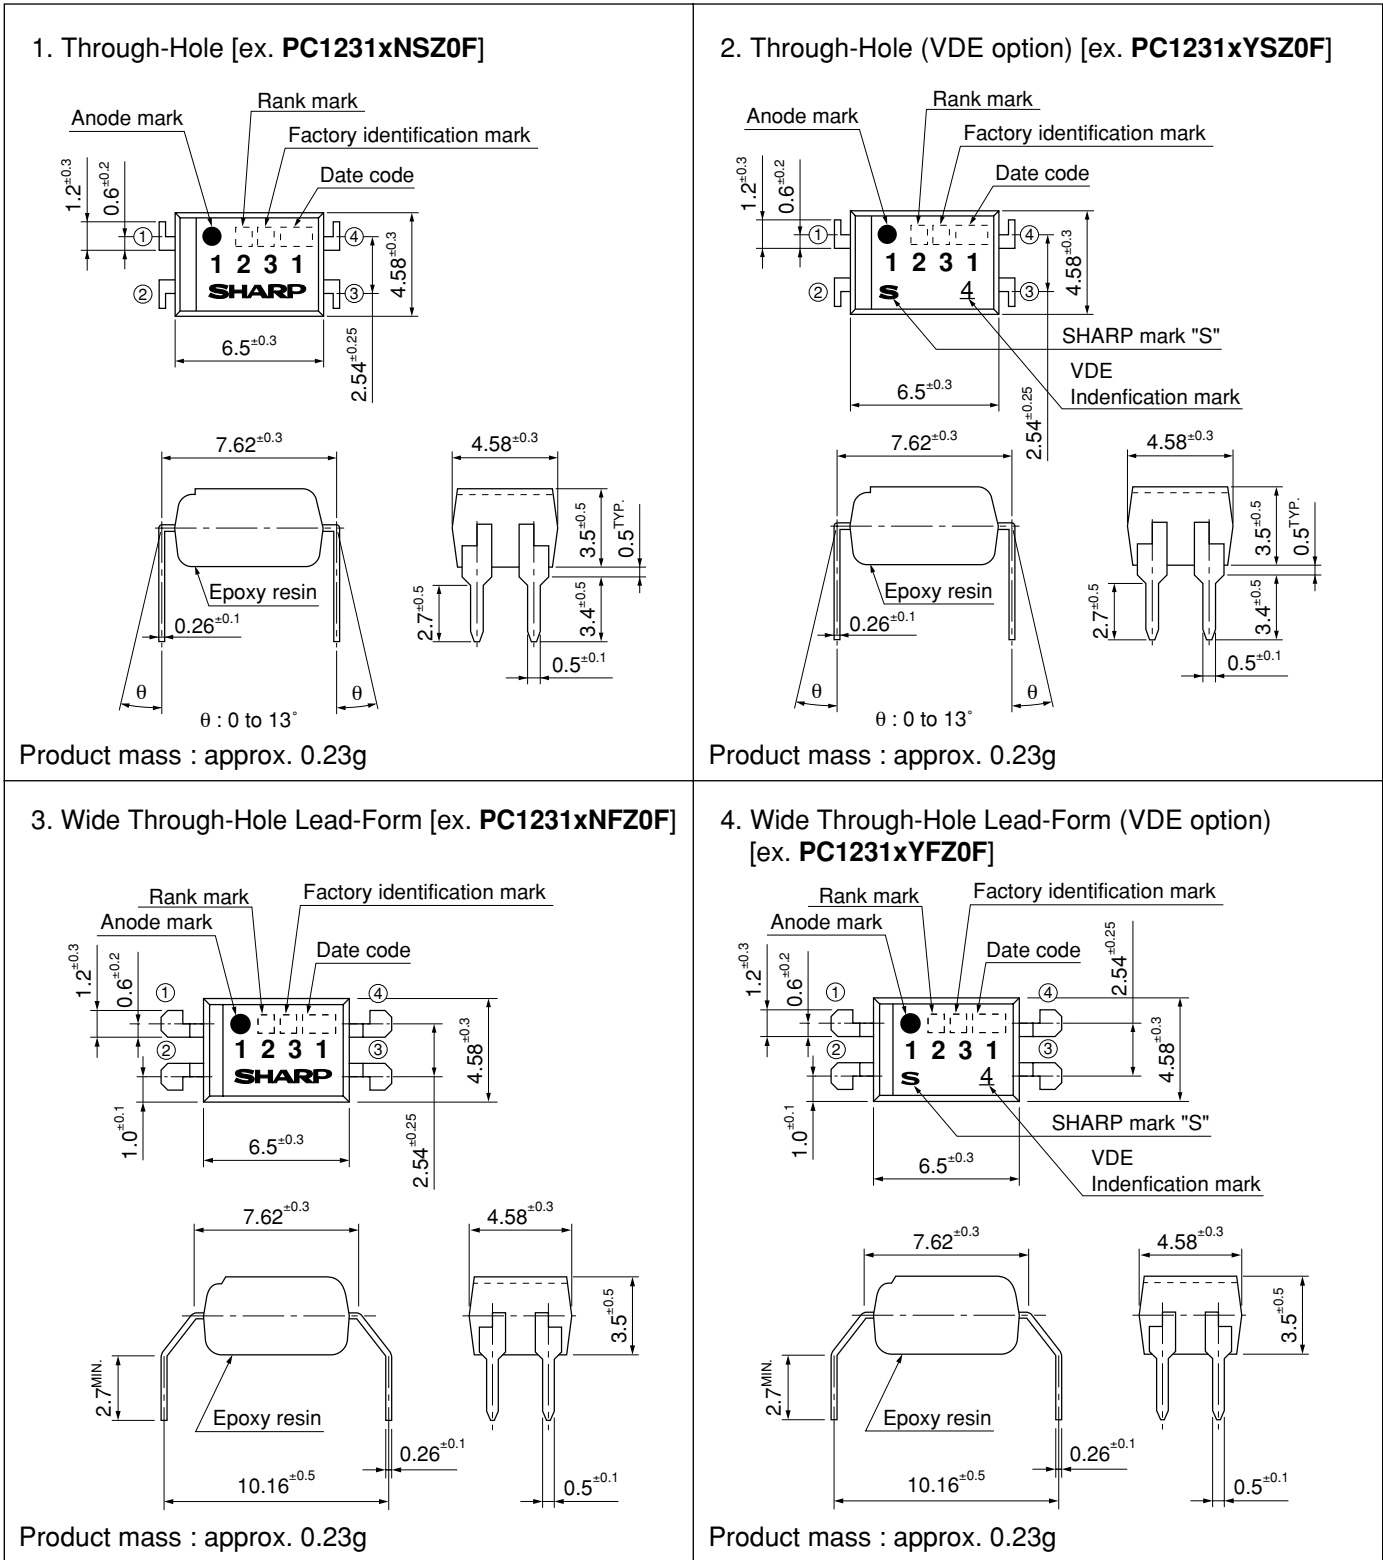 1. Through-Hole [ex. PC1231xNSZ0F]
Rank mark
Anode mark
Factory identification mark
Date code
1.2±0.3
0.6±0.2
① ④
1 2 3 1
② SHARP ③
4.58±0.3
6.5±0.3
2.54±0.25
7.62±0.3
4.58±0.3
3.5±0.5
0.5TYP.
Epoxy resin
0.26±0.1
2.7±0.5
3.4±0.5
0.5±0.1
θ θ
θ : 0 to 13˚
Product mass : approx. 0.23g
2. Through-Hole (VDE option) [ex. PC1231xYSZ0F]
Rank mark
Anode mark
Factory identification mark
Date code
1.2±0.3
0.6±0.2
① ④
1 2 3 1
② S 4 ③
4.58±0.3
SHARP mark "S"
VDE
Indenfication mark
6.5±0.3
2.54±0.25
7.62±0.3
4.58±0.3
3.5±0.5
0.5TYP.
Epoxy resin
0.26±0.1
2.7±0.5
3.4±0.5
0.5±0.1
θ θ
θ : 0 to 13˚
Product mass : approx. 0.23g
3. Wide Through-Hole Lead-Form [ex. PC1231xNFZ0F]
Rank mark
Factory identification mark
Anode mark
Date code
1.2±0.3
0.6±0.2
① ④
1 2 3 1
② ③
SHARP
4.58±0.3
1.0±0.1
6.5±0.3
2.54±0.25
7.62±0.3
4.58±0.3
3.5±0.5
2.7MIN.
Epoxy resin
0.26±0.1
10.16±0.5
0.5±0.1
Product mass : approx. 0.23g
4. Wide Through-Hole Lead-Form (VDE option)
[ex. PC1231xYFZ0F]
Rank mark
Factory identification mark
Anode mark
Date code
2.54±0.25
1.2±0.3
0.6±0.2
① ④
1 2 3 1
② ③
S 4
4.58±0.3
1.0±0.1
SHARP mark "S"
6.5±0.3
VDE
Indenfication mark
7.62±0.3
4.58±0.3
3.5±0.5
2.7MIN.
Epoxy resin
0.26±0.1
10.16±0.5
0.5±0.1
Product mass : approx. 0.23g